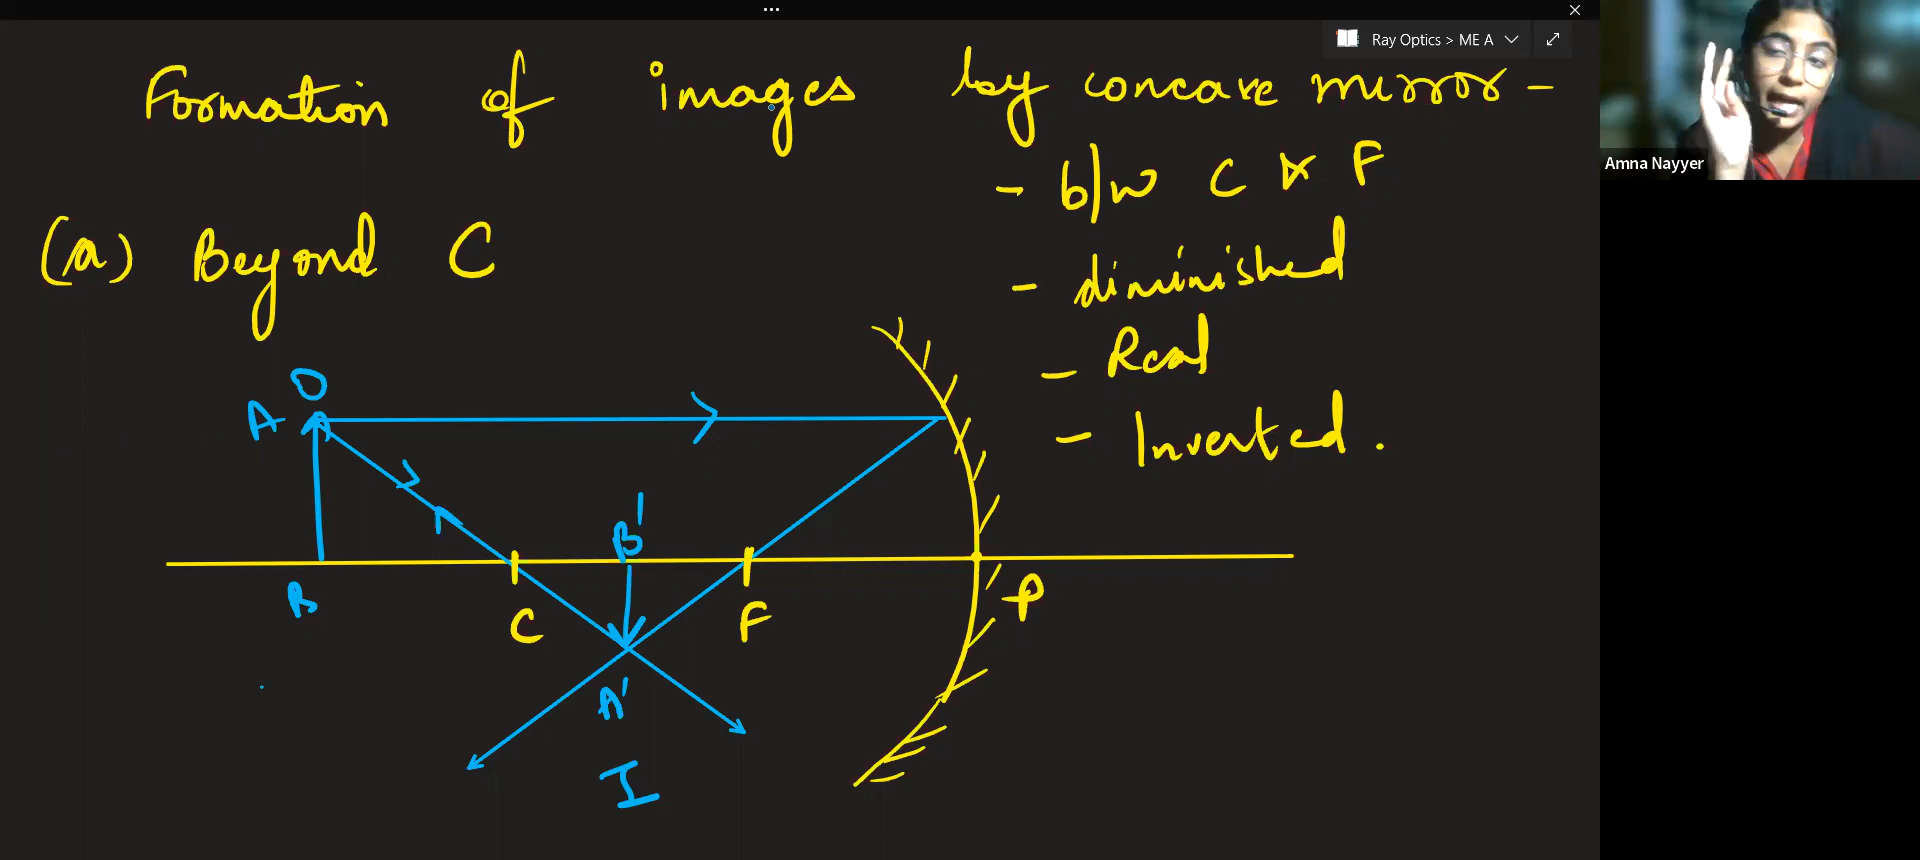 Ray Optics > ME A
Formation of images by concave mirror -
Amna Nayyer
- b/w C & F
(a) Beyond C
- diminished
- Real
O
A
- Inverted.
B'
B
C
F
P
A'
I